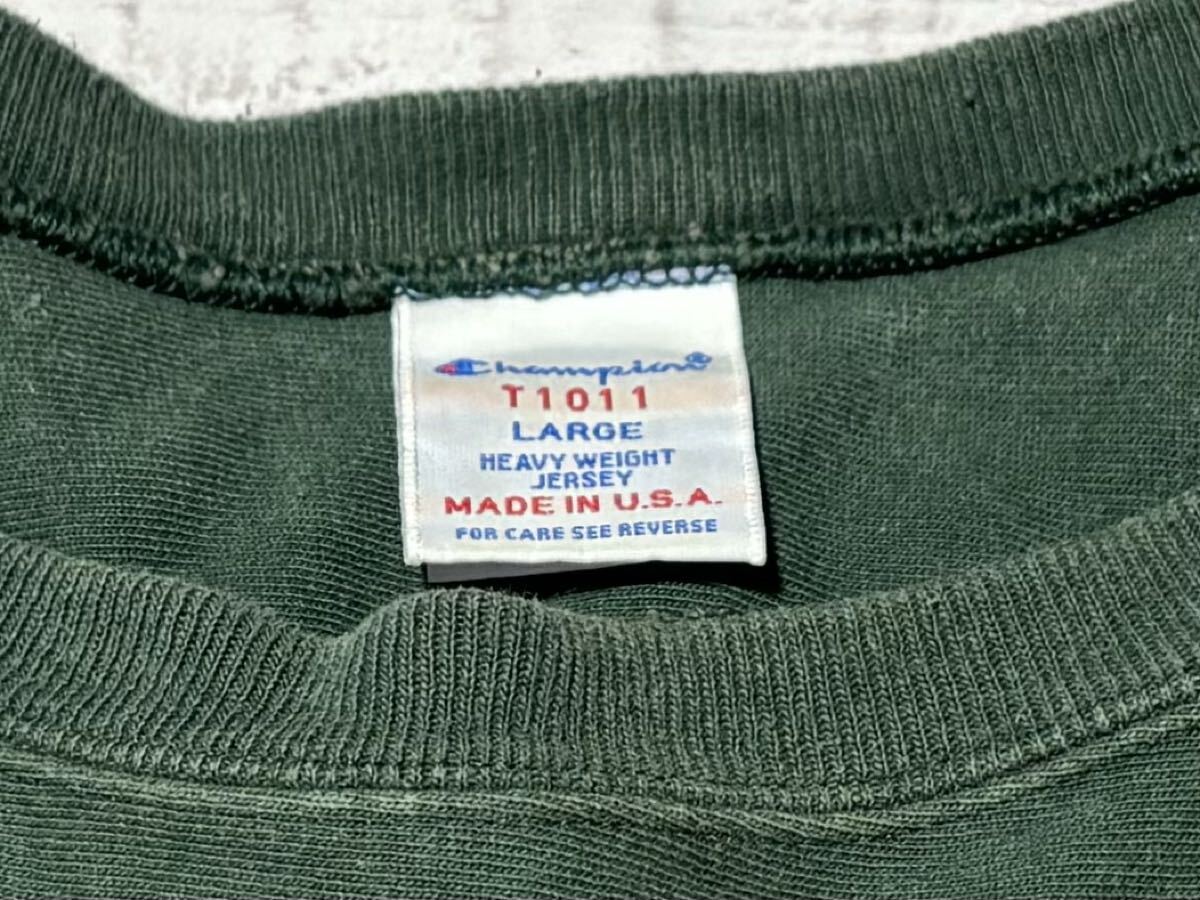 Champion®
T1011
LARGE
HEAVY WEIGHT
JERSEY
MADE IN U.S.A.
FOR CARE SEE REVERSE